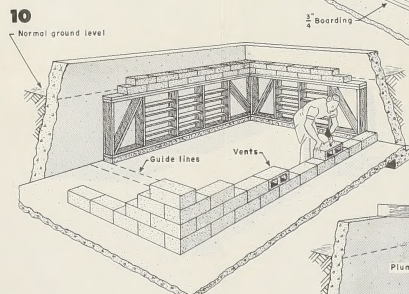 10
Normal ground level
3/4" Boarding
Guide lines
Vents
Plum